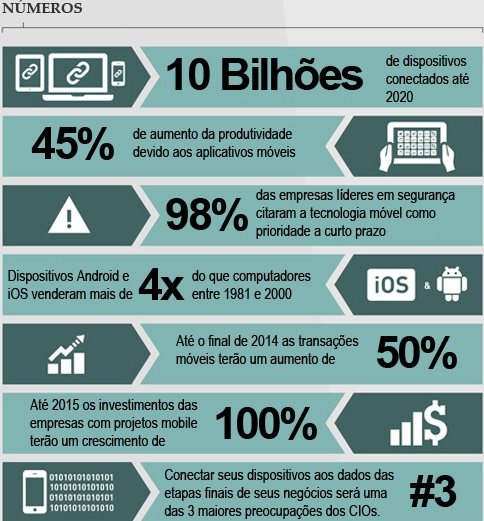 NÚMEROS
10 Bilhões
de dispositivos
conectados até
2020
45%
de aumento da produtividade
devido aos aplicativos móveis
98%
das empresas líderes em segurança
citaram a tecnologia móvel como
prioridade a curto prazo
Dispositivos Android e
iOS venderam mais de
4x
do que computadores
entre 1981 e 2000
iOS &
Até o final de 2014 as transações
móveis terão um aumento de
50%
Até 2015 os investimentos das
empresas com projetos mobile
terão um crescimento de
100%
$
010101010101
01010101010
010101010101
101010101010
Conectar seus dispositivos aos dados das
etapas finais de seus negócios será uma
das 3 maiores preocupações dos CIOs.
#3